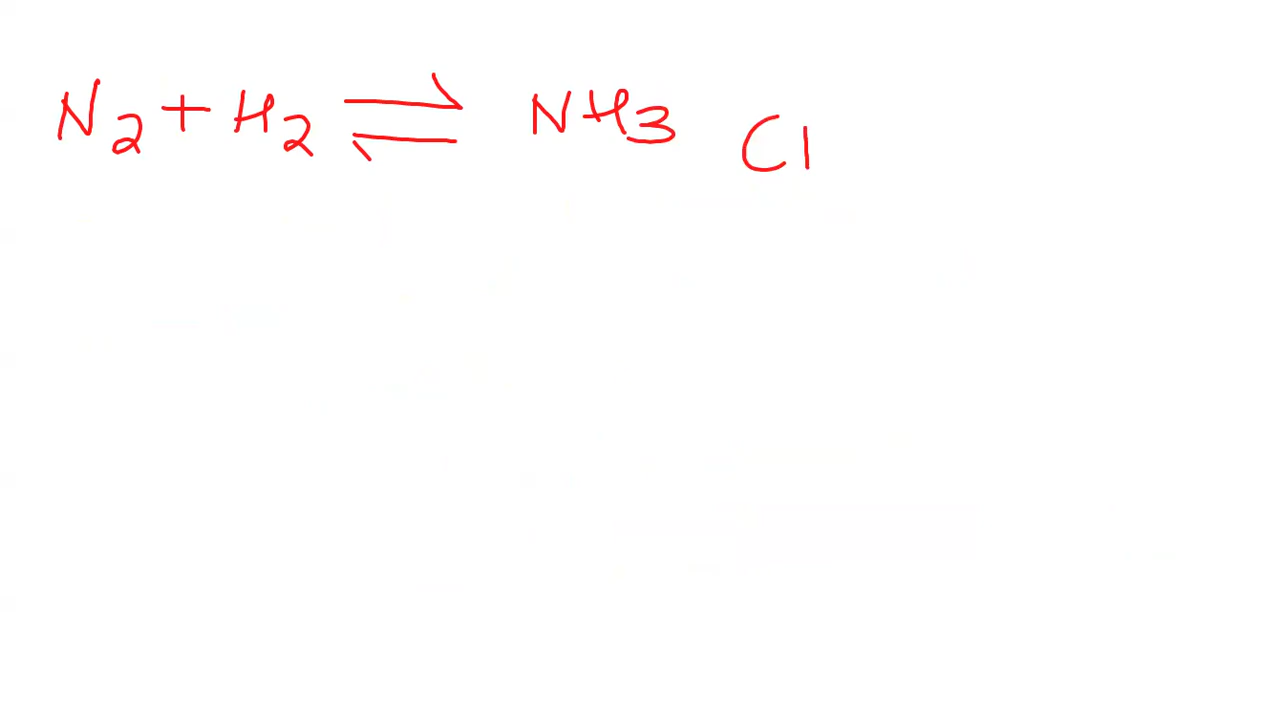 N₂ + H₂ ⇌ NH₃ Cl